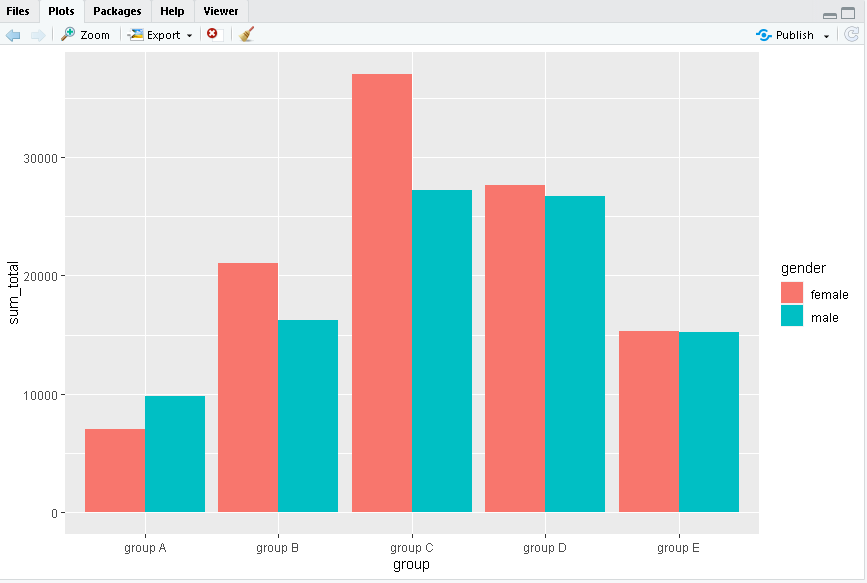 Files Plots Packages Help Viewer
Zoom Export Publish
30000
20000
10000
0
sum_total
group A group B group C group D group E
group
gender
female
male